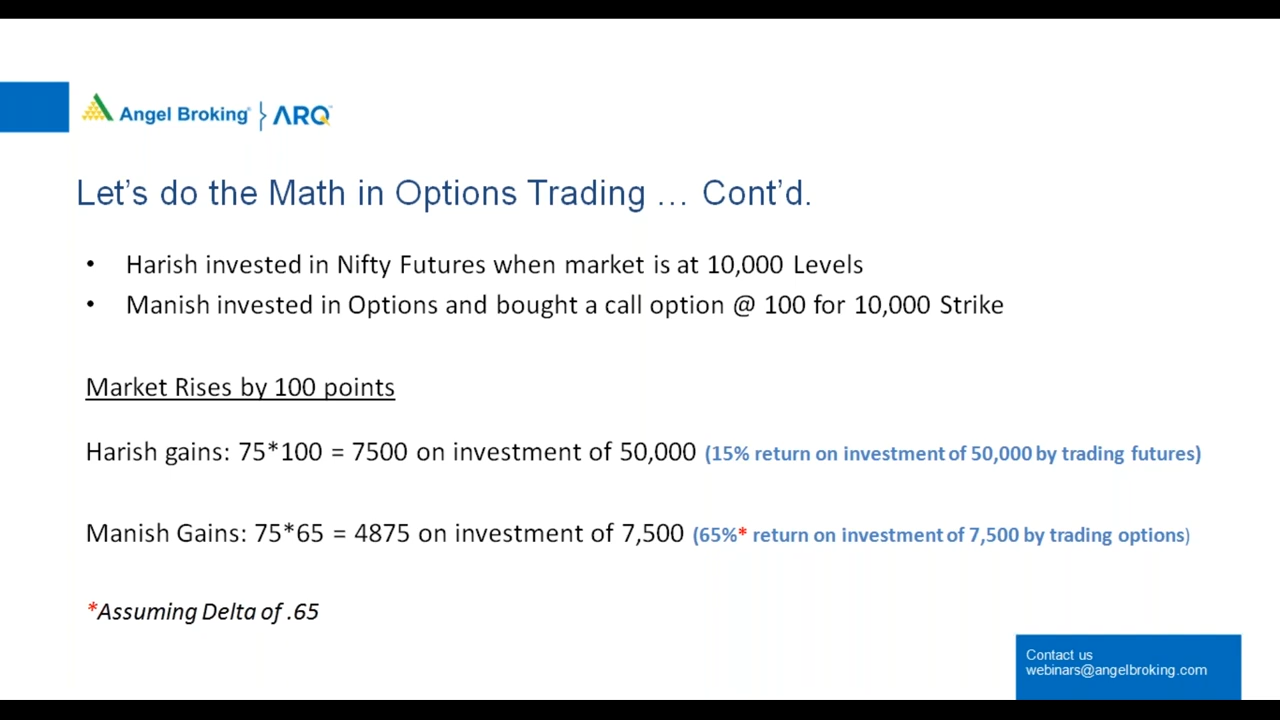 Angel Broking ARQ
Let's do the Math in Options Trading … Cont'd.
• Harish invested in Nifty Futures when market is at 10,000 Levels
• Manish invested in Options and bought a call option @ 100 for 10,000 Strike
Market Rises by 100 points
Harish gains: 75*100 = 7500 on investment of 50,000 (15% return on investment of 50,000 by trading futures)
Manish Gains: 75*65 = 4875 on investment of 7,500 (65%* return on investment of 7,500 by trading options)
*Assuming Delta of .65
Contact us
webinars@angelbroking.com